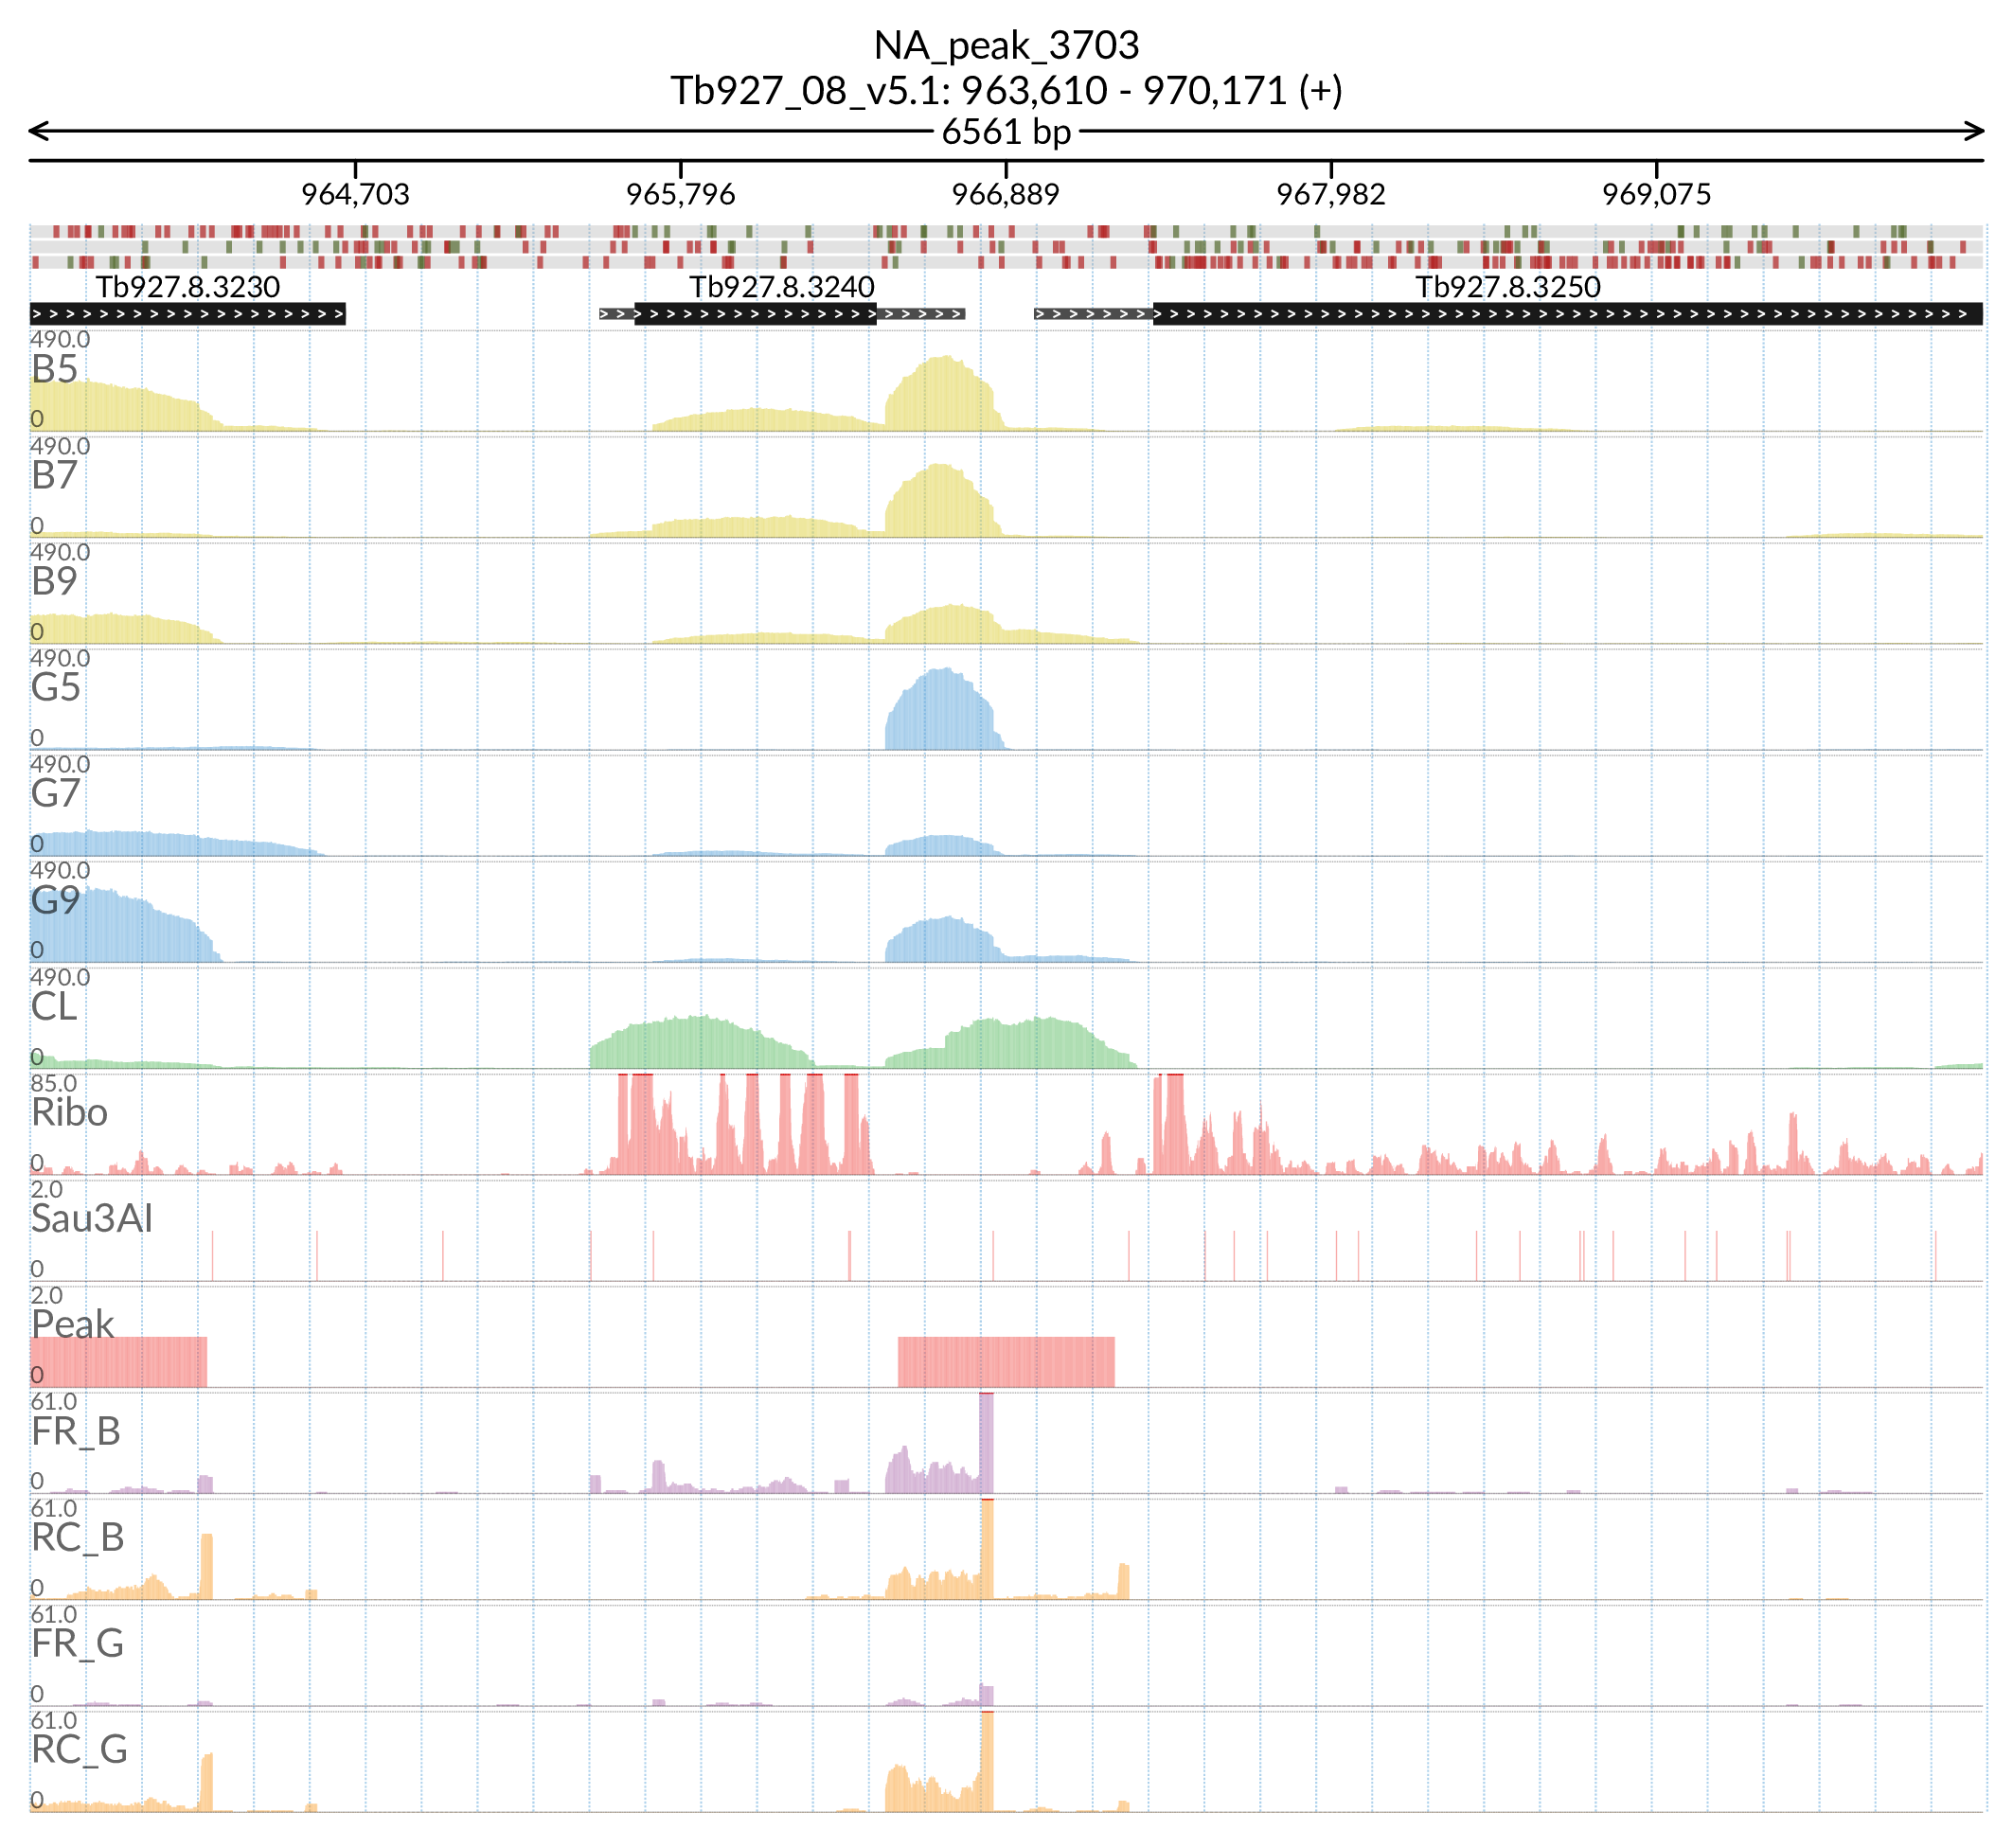 NA_peak_3703
Tb927_08_v5.1: 963,610 - 970,171 (+)
6561 bp
964,703 965,796 966,889 967,982 969,075
Tb927.8.3230 Tb927.8.3240 Tb927.8.3250
490.0
B5
0
490.0
B7
0
490.0
B9
0
490.0
G5
0
490.0
G7
0
490.0
G9
0
490.0
CL
0
85.0
Ribo
0
2.0
Sau3AI
0
2.0
Peak
0
61.0
FR_B
0
61.0
RC_B
0
61.0
FR_G
0
61.0
RC_G
0